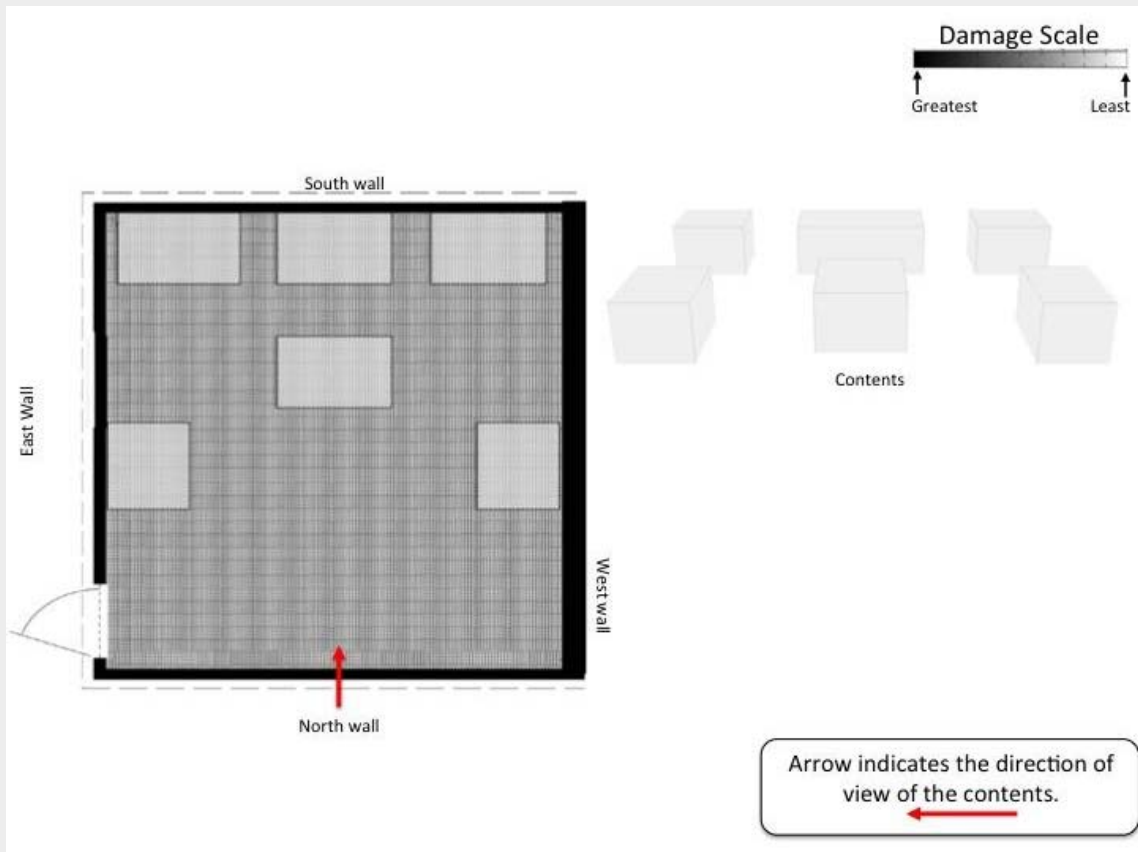 Damage Scale
Greatest
Least
South wall
East Wall
Contents
West wall
North wall
Arrow indicates the direction of
view of the contents.